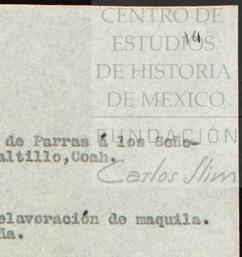 CENTRO DE
ESTUDIOS
14
DE HISTORIA
DE MEXICO
FUNDACIÓN
de Parras á los Seño-
altillo,Coah.
Carlos Slim
elavoración de maquila.
ña.